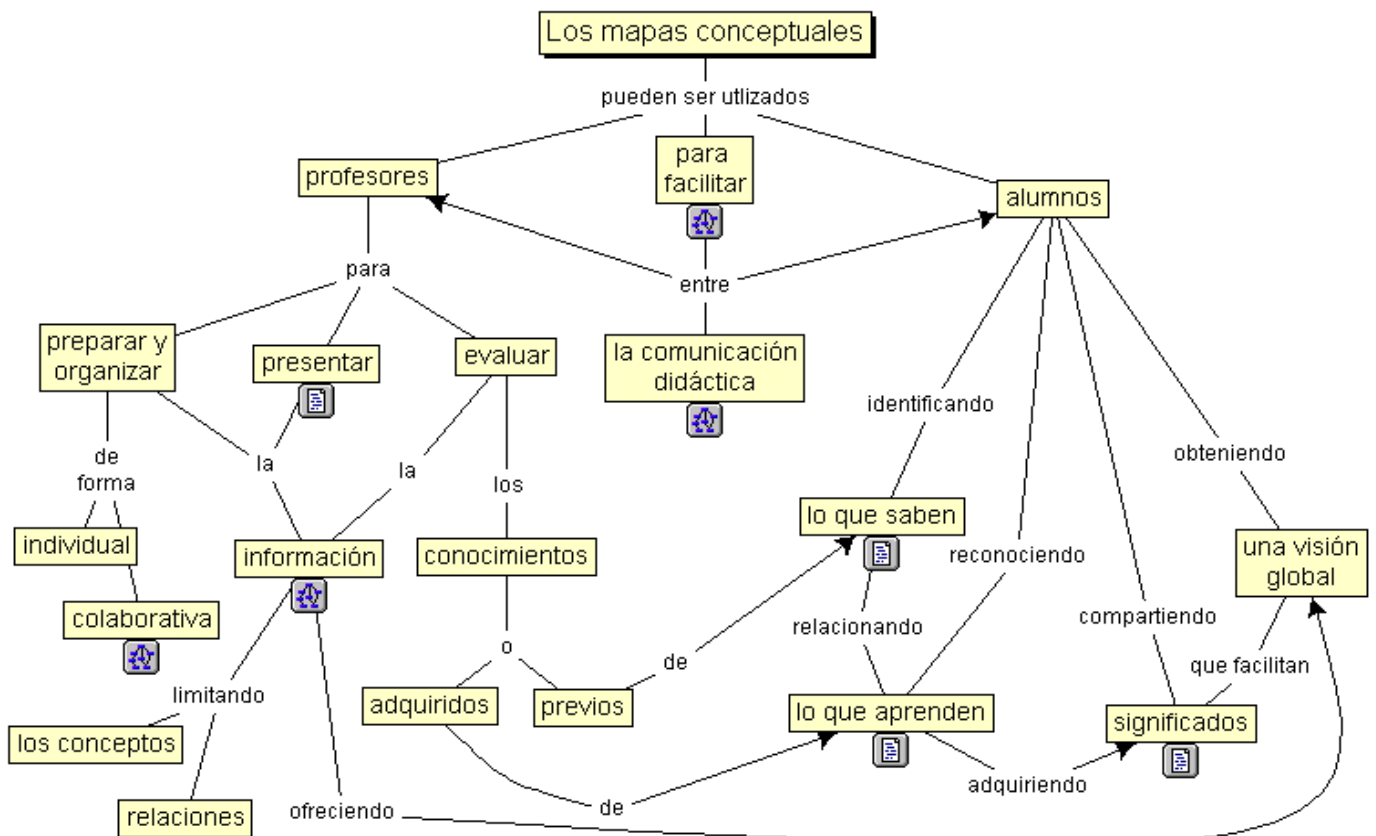 Los mapas conceptuales
pueden ser utlizados
para
facilitar
profesores
alumnos
para
entre
preparar y
organizar
presentar
evaluar
la comunicación
didáctica
identificando
de
forma
la
la
los
obteniendo
lo que saben
individual
información
conocimientos
reconociendo
una visión
global
colaborativa
relacionando
compartiendo
o
de
que facilitan
limitando
adquiridos
previos
lo que aprenden
significados
los conceptos
adquiriendo
relaciones
ofreciendo
de